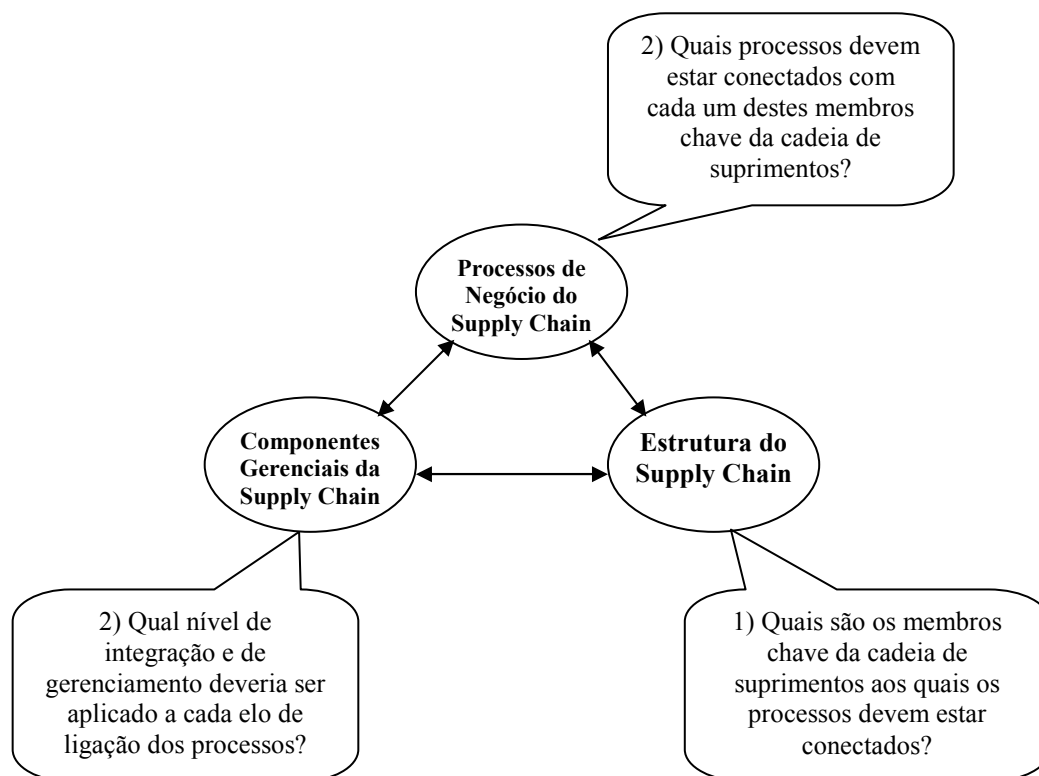 2) Quais processos devem
estar conectados com
cada um destes membros
chave da cadeia de
suprimentos?
Processos de
Negócio do
Supply Chain
Componentes
Gerenciais da
Supply Chain
Estrutura do
Supply Chain
2) Qual nível de
integração e de
gerenciamento deveria ser
aplicado a cada elo de
ligação dos processos?
1) Quais são os membros
chave da cadeia de
suprimentos aos quais os
processos devem estar
conectados?